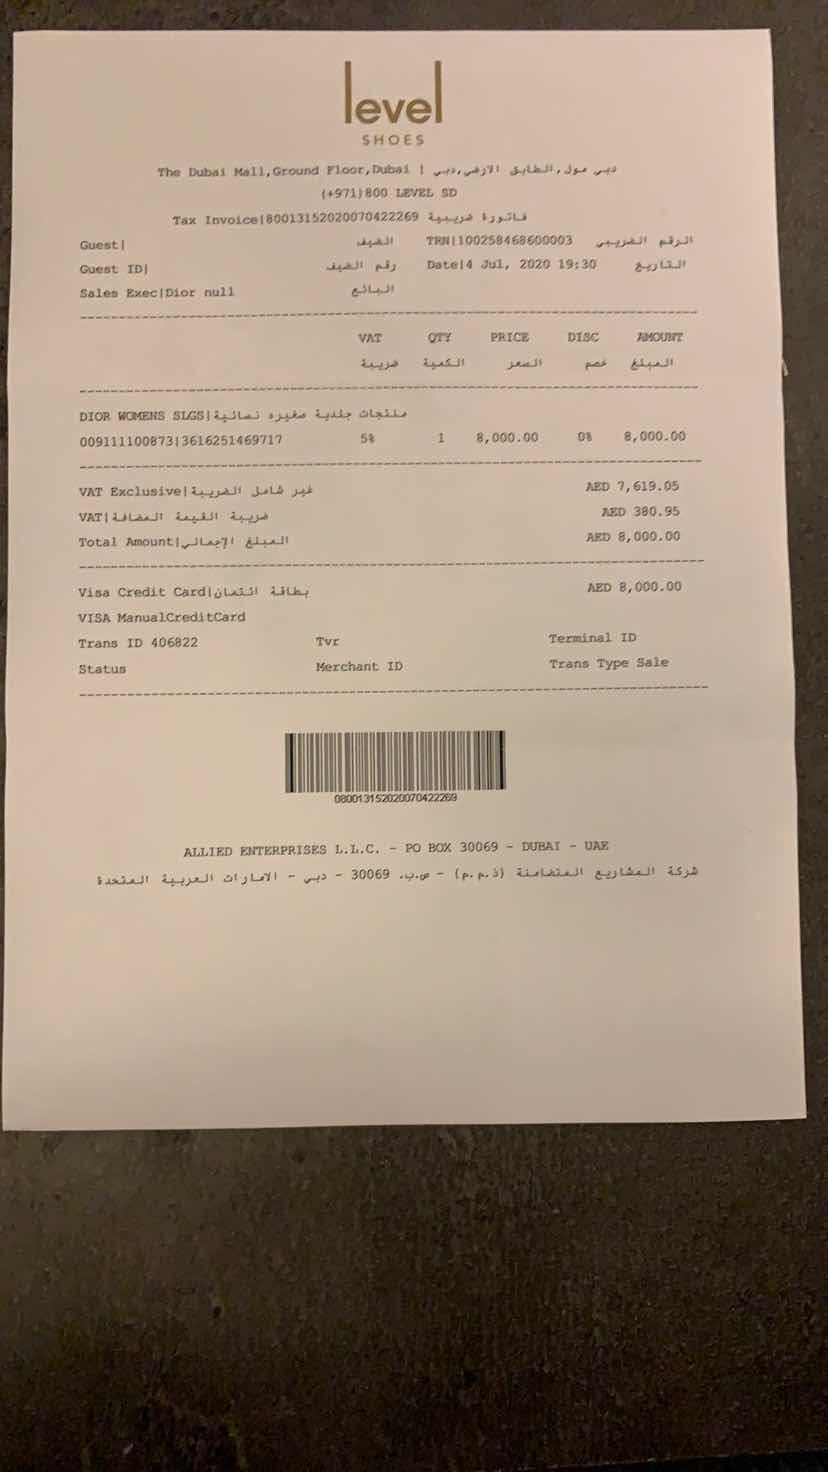 level
SHOES
The Dubai Mall,Ground Floor,Dubai | دبي مول,الطابق الارضي,دبي
(+971)800 LEVEL SD
Tax Invoice|80013152020070422269 فاتورة ضريبية
Guest| الضيف TRN|100258468600003 الرقم الضريبي
Guest ID| رقم الضيف Date|4 Jul, 2020 19:30 التاريخ
Sales Exec|Dior null البائع
VAT QTY PRICE DISC AMOUNT
ضريبة الكمية السعر خصم المبلغ
DIOR WOMENS SLGS|منتجات جلدية صغيره نسائية
009111100873|3616251469717 5% 1 8,000.00 0% 8,000.00
VAT Exclusive|غير شامل الضريبة AED 7,619.05
VAT|ضريبة القيمة المضافة AED 380.95
Total Amount|المبلغ الإجمالي AED 8,000.00
Visa Credit Card|بطاقة ائتمان AED 8,000.00
VISA ManualCreditCard
Trans ID 406822 Tvr Terminal ID
Status Merchant ID Trans Type Sale
080013152020070422269
ALLIED ENTERPRISES L.L.C. - PO BOX 30069 - DUBAI - UAE
شركة المشاريع المتضامنة (ذ.م.م) - ص.ب. 30069 - دبي - الامارات العربية المتحدة